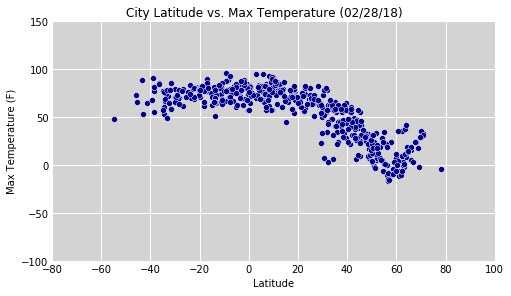 City Latitude vs. Max Temperature (02/28/18)
150
100
50
0
−50
−100
Max Temperature (F)
−80 −60 −40 −20 0 20 40 60 80 100
Latitude